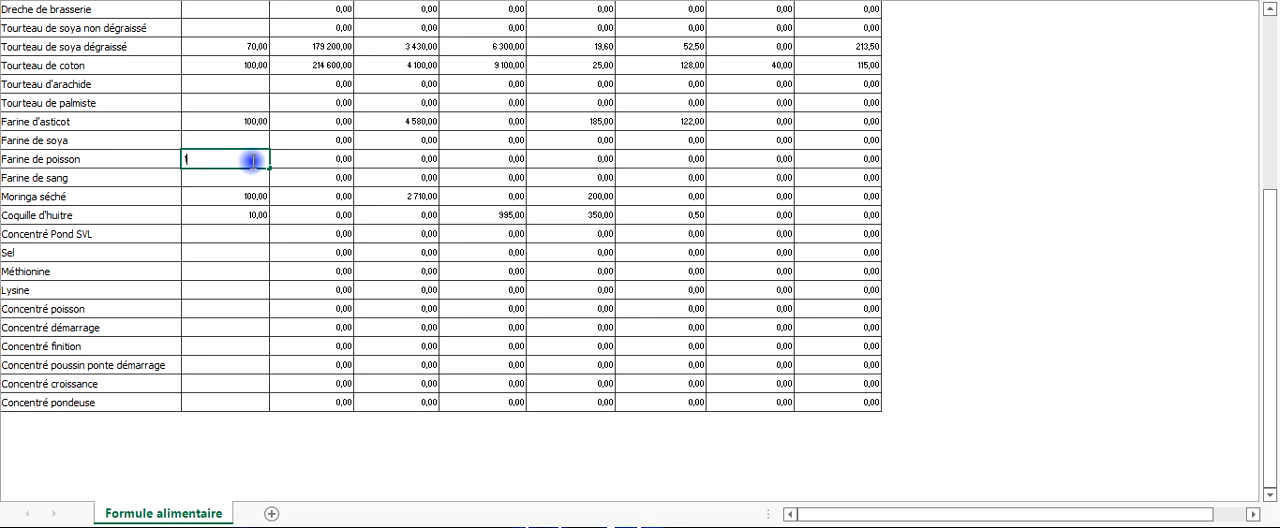 Dreche de brasserie 0,00 0,00 0,00 0,00 0,00 0,00 0,00
Tourteau de soya non dégraissé 0,00 0,00 0,00 0,00 0,00 0,00 0,00
Tourteau de soya dégraissé 70,00 179 200,00 3 430,00 6 300,00 19,60 52,50 0,00 213,50
Tourteau de coton 100,00 214 600,00 4 100,00 9 100,00 25,00 128,00 40,00 115,00
Tourteau d'arachide 0,00 0,00 0,00 0,00 0,00 0,00 0,00
Tourteau de palmiste 0,00 0,00 0,00 0,00 0,00 0,00 0,00
Farine d'asticot 100,00 0,00 4 580,00 0,00 185,00 122,00 0,00 0,00
Farine de soya 0,00 0,00 0,00 0,00 0,00 0,00 0,00
Farine de poisson 1 0,00 0,00 0,00 0,00 0,00 0,00 0,00
Farine de sang 0,00 0,00 0,00 0,00 0,00 0,00 0,00
Moringa séché 100,00 0,00 2 710,00 0,00 200,00 0,00 0,00 0,00
Coquille d'huitre 10,00 0,00 0,00 995,00 350,00 0,50 0,00 0,00
Concentré Pond SVL 0,00 0,00 0,00 0,00 0,00 0,00 0,00
Sel 0,00 0,00 0,00 0,00 0,00 0,00 0,00
Méthionine 0,00 0,00 0,00 0,00 0,00 0,00 0,00
Lysine 0,00 0,00 0,00 0,00 0,00 0,00 0,00
Concentré poisson 0,00 0,00 0,00 0,00 0,00 0,00 0,00
Concentré démarrage 0,00 0,00 0,00 0,00 0,00 0,00 0,00
Concentré finition 0,00 0,00 0,00 0,00 0,00 0,00 0,00
Concentré poussin ponte démarrage 0,00 0,00 0,00 0,00 0,00 0,00 0,00
Concentré croissance 0,00 0,00 0,00 0,00 0,00 0,00 0,00
Concentré pondeuse 0,00 0,00 0,00 0,00 0,00 0,00 0,00
Formule alimentaire